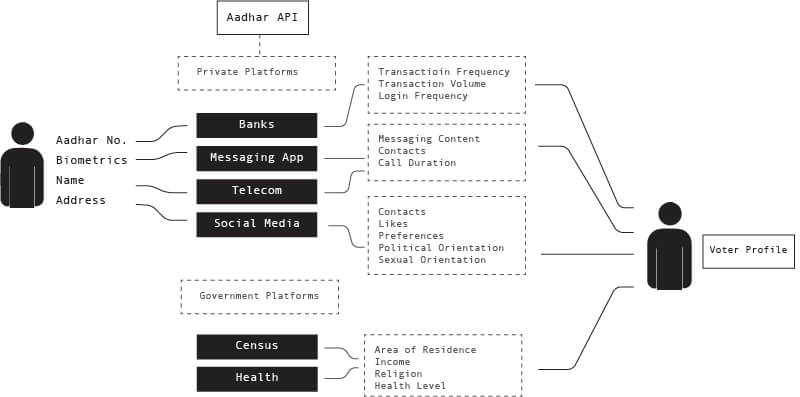 Aadhar API
Private Platforms
Aadhar No.
Biometrics
Name
Address
Banks
Messaging App
Telecom
Social Media
Transactioin Frequency
Transaction Volume
Login Frequency
Messaging Content
Contacts
Call Duration
Contacts
Likes
Preferences
Political Orientation
Sexual Orientation
Voter Profile
Government Platforms
Census
Health
Area of Residence
Income
Religion
Health Level